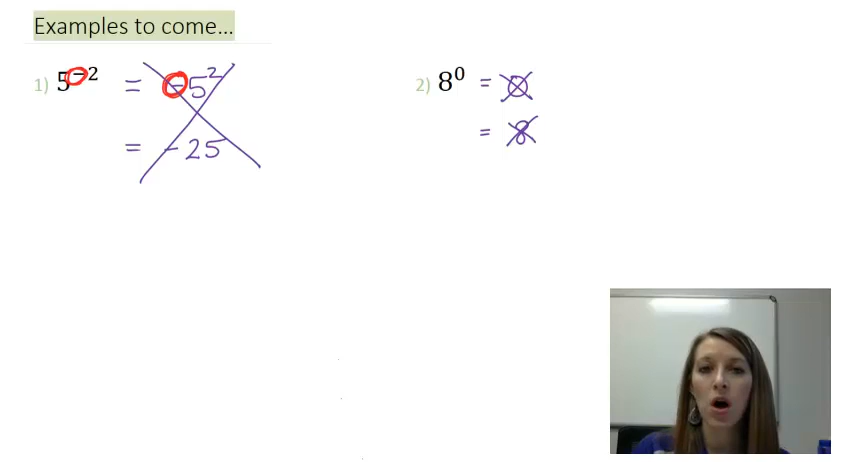 Examples to come...
1) 5⁻² = -5²
= -25
2) 8⁰ = 0
= 8